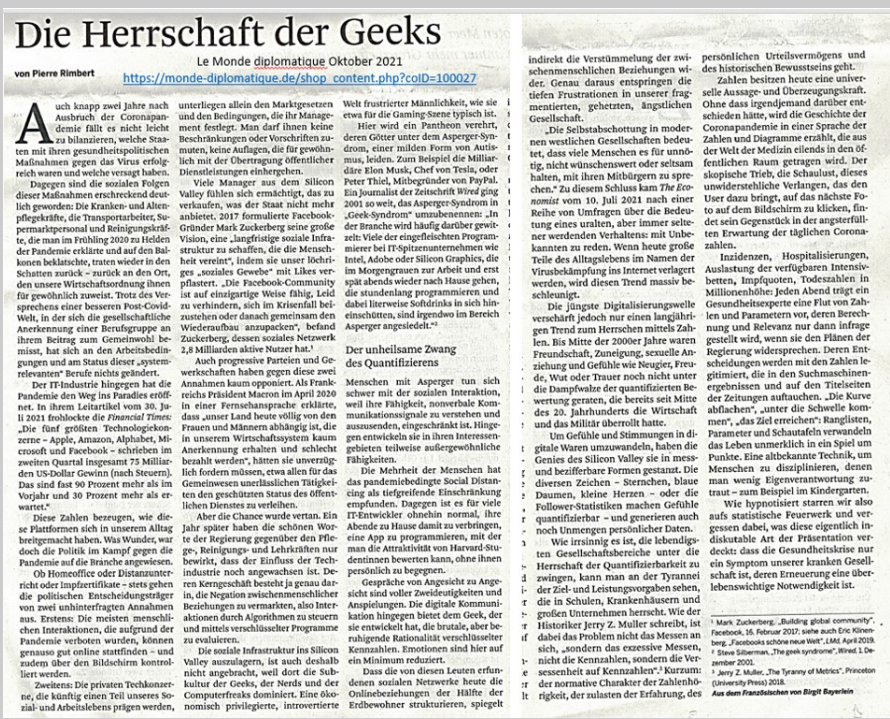 Die Herrschaft der Geeks
Le Monde diplomatique Oktober 2021
von Pierre Rimbert
https://monde-diplomatique.de/shop_content.php?coID=100027
Auch knapp zwei Jahre nach
Ausbruch der Coronapan-
demie fällt es nicht leicht
zu bilanzieren, welche Staa-
ten mit ihren gesundheitspolitischen
Maßnahmen gegen das Virus erfolg-
reich waren und welche versagt haben.
Dagegen sind die sozialen Folgen
dieser Maßnahmen erschreckend deut-
lich geworden: Die Kranken- und Alten-
pflegekräfte, die Transportarbeiter, Su-
permarktpersonal und Reinigungskräf-
te, die man im Frühling 2020 zu Helden
der Pandemie erklärte und auf den Bal-
konen beklatschte, traten wieder in den
Schatten zurück – zurück an den Ort,
den unsere Wirtschaftsordnung ihnen
für gewöhnlich zuweist. Trotz des Ver-
sprechens einer besseren Post-Covid-
Welt, in der sich die gesellschaftliche
Anerkennung einer Berufsgruppe an
ihrem Beitrag zum Gemeinwohl be-
misst, hat sich an den Arbeitsbedin-
gungen und am Status dieser „system-
relevanten“ Berufe nichts geändert.
Der IT-Industrie hingegen hat die
Pandemie den Weg ins Paradies eröff-
net. In ihrem Leitartikel vom 30. Ju-
li 2021 frohlockte die Financial Times:
„Die fünf größten Technologiekon-
zerne – Apple, Amazon, Alphabet, Mi-
crosoft und Facebook – schrieben im
zweiten Quartal insgesamt 75 Milliar-
den US-Dollar Gewinn (nach Steuern).
Das sind fast 90 Prozent mehr als im
Vorjahr und 30 Prozent mehr als er-
wartet.“
Diese Zahlen bezeugen, wie die-
se Plattformen sich in unserem Alltag
breitgemacht haben. Was Wunder, war
doch die Politik im Kampf gegen die
Pandemie auf die Branche angewiesen.
Ob Homeoffice oder Distanzunter-
richt oder Impfzertifikate – stets gehen
die politischen Entscheidungsträger
von zwei unhinterfragten Annahmen
aus. Erstens: Die meisten menschli-
chen Interaktionen, die aufgrund der
Pandemie verboten wurden, können
genauso gut online stattfinden – und
zudem über den Bildschirm kontrol-
liert werden.
Zweitens: Die privaten Techkonzer-
ne, die künftig einen Teil unseres So-
zial- und Arbeitslebens prägen werden,
unterliegen allein den Marktgesetzen
und den Bedingungen, die ihr Manage-
ment festlegt. Man darf ihnen keine
Beschränkungen oder Vorschriften zu-
muten, keine Auflagen, die für gewöhn-
lich mit der Übertragung öffentlicher
Dienstleistungen einhergehen.
Viele Manager aus dem Silicon
Valley fühlen sich ermächtigt, das zu
verkaufen, was der Staat nicht mehr
anbietet. 2017 formulierte Facebook-
Gründer Mark Zuckerberg seine große
Vision, eine „langfristige soziale Infra-
struktur zu schaffen, die die Mensch-
heit vereint“, indem sie unser löchri-
ges „soziales Gewebe“ mit Likes ver-
pflastert. „Die Facebook-Community
ist auf einzigartige Weise fähig, Leid
zu verhindern, sich im Krisenfall bei-
zustehen oder danach gemeinsam den
Wiederaufbau anzupacken“, befand
Zuckerberg, dessen soziales Netzwerk
2,8 Milliarden aktive Nutzer hat.¹
Auch progressive Parteien und Ge-
werkschaften haben gegen diese zwei
Annahmen kaum opponiert. Als Frank-
reichs Präsident Macron im April 2020
in einer Fernsehansprache erklärte,
dass „unser Land heute völlig von den
Frauen und Männern abhängig ist, die
in unserem Wirtschaftssystem kaum
Anerkennung erhalten und schlecht
bezahlt werden“, hätten sie unverzüg-
lich fordern müssen, etwa allen für das
Gemeinwesen unerlässlichen Tätigkei-
ten den geschützten Status des öffent-
lichen Dienstes zu verleihen.
Aber die Chance wurde vertan. Ein
Jahr später haben die schönen Wor-
te der Regierung gegenüber den Pfle-
ge-, Reinigungs- und Lehrkräften nur
bewirkt, dass der Einfluss der Tech-
industrie noch angewachsen ist. De-
ren Kerngeschäft besteht ja genau dar-
in, die Negation zwischenmenschlicher
Beziehungen zu vermarkten, also Inter-
aktion durch Algorithmen zu steuern
und mittels verschlüsselter Programme
zu evaluieren.
Die soziale Infrastruktur ins Silicon
Valley auszulagern, ist auch deshalb
nicht angebracht, weil dort die Sub-
kultur der Geeks, der Nerds und der
Computerfreaks dominiert. Eine öko-
nomisch privilegierte, introvertierte
Welt frustrierter Männlichkeit, wie sie
etwa für die Gaming-Szene typisch ist.
Hier wird ein Pantheon verehrt,
deren Götter unter dem Asperger-Syn-
drom, einer milden Form von Autis-
mus, leiden. Zum Beispiel die Milliar-
däre Elon Musk, Chef von Tesla, oder
Peter Thiel, Mitbegründer von PayPal.
Ein Journalist der Zeitschrift Wired ging
2001 so weit, das Asperger-Syndrom in
„Geek-Syndrom“ umzubenennen: „In
der Branche wird häufig darüber gewit-
zelt: Viele der eingefleischten Program-
mierer bei IT-Spitzenunternehmen wie
Intel, Adobe oder Silicon Graphics, die
im Morgengrauen zur Arbeit und erst
spät abends wieder nach Hause gehen,
die stundenlang programmieren und
dabei literweise Softdrinks in sich hin-
einschütten, sind irgendwo im Bereich
Asperger angesiedelt.“²
Der unheilsame Zwang
des Quantifizierens
Menschen mit Asperger tun sich
schwer mit der sozialen Interaktion,
weil ihre Fähigkeit, nonverbale Kom-
munikationssignale zu verstehen und
auszusenden, eingeschränkt ist. Hinge-
gen entwickeln sie in ihren Interessen-
gebieten teilweise außergewöhnliche
Fähigkeiten.
Die Mehrheit der Menschen hat
das pandemiebedingte Social Distanc-
ing als tiefgreifende Einschränkung
empfunden. Dagegen ist es für viele
IT-Entwickler ohnehin normal, ihre
Abende zu Hause damit zu verbringen,
eine App zu programmieren, mit der
man die Attraktivität von Harvard-Stu-
dentinnen bewerten kann, ohne ihnen
persönlich zu begegnen.
Gespräche von Angesicht zu Ange-
sicht sind voller Zweideutigkeiten und
Anspielungen. Die digitale Kommuni-
kation hingegen bietet dem Geek, der
sie entwickelt hat, die brutale, aber be-
ruhigende Rationalität verschlüsselter
Kennzahlen. Emotionen sind hier auf
ein Minimum reduziert.
Dass die von diesen Leuten erfun-
denen sozialen Netzwerke heute die
Onlinebeziehungen der Hälfte der
Erdbewohner strukturieren, spiegelt
indirekt die Verstümmelung der zwi-
schenmenschlichen Beziehungen wi-
der. Genau daraus entspringen die
tiefen Frustrationen in unserer frag-
mentierten, gehetzten, ängstlichen
Gesellschaft.
„Die Selbstabschottung in moder-
nen westlichen Gesellschaften bedeu-
tet, dass viele Menschen es für unnö-
tig, nicht wünschenswert oder seltsam
halten, mit ihren Mitbürgern zu spre-
chen.“ Zu diesem Schluss kam The Eco-
nomist vom 10. Juli 2021 nach einer
Reihe von Umfragen über die Bedeu-
tung eines uralten, aber immer selte-
ner werdenden Verhaltens: mit Unbe-
kannten zu reden. Wenn heute große
Teile des Alltagslebens im Namen der
Virusbekämpfung ins Internet verlagert
werden, wird dieser Trend massiv be-
schleunigt.
Die jüngste Digitalisierungswelle
verschärft jedoch nur einen langjähri-
gen Trend zum Herrschen mittels Zah-
len. Bis Mitte der 2000er Jahre waren
Freundschaft, Zuneigung, sexuelle An-
ziehung und Gefühle wie Neugier, Freu-
de, Wut oder Trauer noch nicht unter
die Dampfwalze der quantifizierten Be-
wertung geraten, die bereits seit Mitte
des 20. Jahrhunderts die Wirtschaft
und das Militär überrollt hatte.
Um Gefühle und Stimmungen in di-
gitale Waren umzuwandeln, haben die
Genies des Silicon Valley sie in mess-
und bezifferbare Formen gestanzt. Die
diversen Zeichen – Sternchen, blaue
Daumen, kleine Herzen – oder die
Follower-Statistiken machen Gefühle
quantifizierbar – und generieren auch
noch Unmengen persönlicher Daten.
Wie irrsinnig es ist, die lebendigs-
ten Gesellschaftsbereiche unter die
Herrschaft der Quantifizierbarkeit zu
zwingen, kann man an der Tyrannei
der Ziel- und Leistungsvorgaben sehen,
die in Schulen, Krankenhäusern und
großen Unternehmen herrscht. Wie der
Historiker Jerry Z. Muller schreibt, ist
dabei das Problem nicht das Messen an
sich, „sondern das exzessive Messen,
nicht die Kennzahlen, sondern die Ver-
sessenheit auf Kennzahlen“.³ Kurzum:
der normative Charakter der Zahlenhö-
rigkeit, der zulasten der Erfahrung, des
persönlichen Urteilsvermögens und
des historischen Bewusstseins geht.
Zahlen besitzen heute eine univer-
selle Aussage- und Überzeugungskraft.
Ohne dass irgendjemand darüber ent-
schieden hätte, wird die Geschichte der
Coronapandemie in einer Sprache der
Zahlen und Diagramme erzählt, die aus
der Welt der Medizin eilends in den öf-
fentlichen Raum getragen wird. Der
skopische Trieb, die Schaulust, dieses
unwiderstehliche Verlangen, das den
User dazu bringt, auf das nächste Fo-
to auf dem Bildschirm zu klicken, fin-
det sein Gegenstück in der angsterfüll-
ten Erwartung der täglichen Corona-
zahlen.
Inzidenzen, Hospitalisierungen,
Auslastung der verfügbaren Intensiv-
betten, Impfquoten, Todeszahlen in
Millionenhöhe: Jeden Abend trägt ein
Gesundheitsexperte eine Flut von Zah-
len und Parametern vor, deren Berech-
nung und Relevanz nur dann infrage
gestellt wird, wenn sie den Plänen der
Regierung widersprechen. Deren Ent-
scheidungen werden mit den Zahlen le-
gitimiert, die in den Suchmaschinen-
ergebnissen und auf den Titelseiten
der Zeitungen auftauchen. „Die Kurve
abflachen“, „unter die Schwelle kom-
men“, „das Ziel erreichen“: Ranglisten,
Parameter und Schautafeln verwandeln
das Leben unmerklich in ein Spiel um
Punkte. Eine altbekannte Technik, um
Menschen zu disziplinieren, denen
man wenig Eigenverantwortung zu-
traut – zum Beispiel im Kindergarten.
Wie hypnotisiert starren wir also
aufs statistische Feuerwerk und ver-
gessen dabei, was diese eigentlich in-
diskutable Art der Präsentation ver-
deckt: dass die Gesundheitskrise nur
ein Symptom unserer kranken Gesell-
schaft ist, deren Erneuerung eine über-
lebenswichtige Notwendigkeit ist.
¹ Mark Zuckerberg, „Building global community“,
Facebook, 16. Februar 2017; siehe auch Eric Klinen-
berg, „Facebooks schöne neue Welt“, LMd, April 2019.
² Steve Silberman, „The geek syndrome“, Wired, 1. De-
zember 2001.
³ Jerry Z. Muller, „The Tyranny of Metrics“, Princeton
(University Press) 2018.
Aus dem Französischen von Birgit Bayerlein